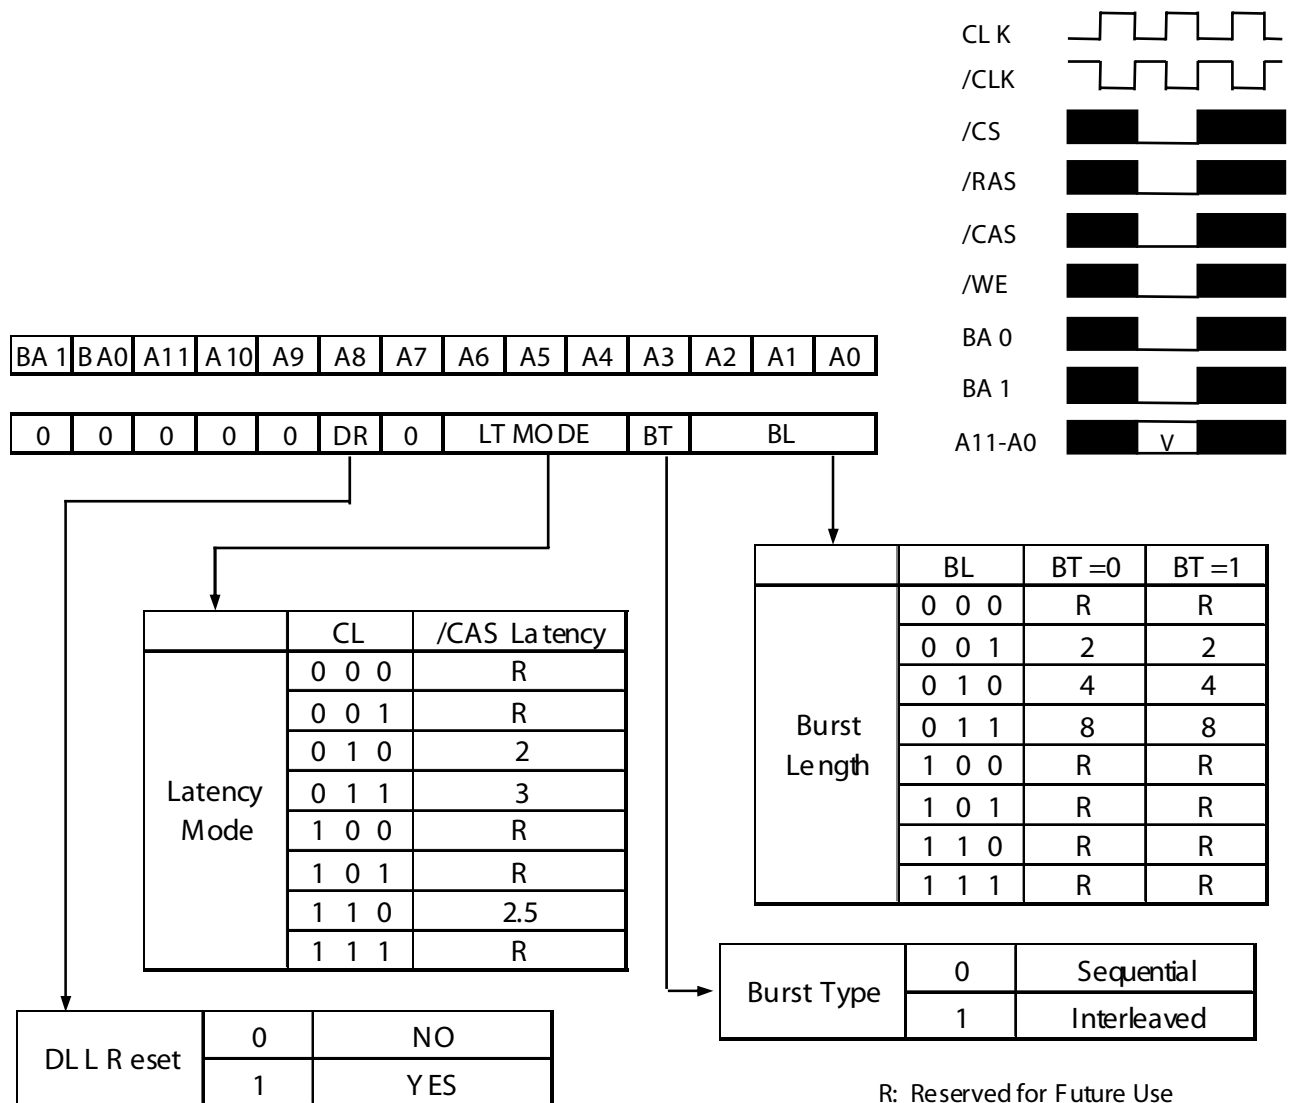 CLK
/CLK
/CS
/RAS
/CAS
/WE
BA 0
BA 1
A11-A0 V
BA 1 BA0 A11 A10 A9 A8 A7 A6 A5 A4 A3 A2 A1 A0
0 0 0 0 0 DR 0 LT MODE BT BL
BL BT =0 BT =1
Burst Length
0 0 0 R R
0 0 1 2 2
0 1 0 4 4
0 1 1 8 8
1 0 0 R R
1 0 1 R R
1 1 0 R R
1 1 1 R R
CL /CAS Latency
Latency Mode
0 0 0 R
0 0 1 R
0 1 0 2
0 1 1 3
1 0 0 R
1 0 1 R
1 1 0 2.5
1 1 1 R
Burst Type
0 Sequential
1 Interleaved
DLL Reset
0 NO
1 YES
R: Reserved for Future Use